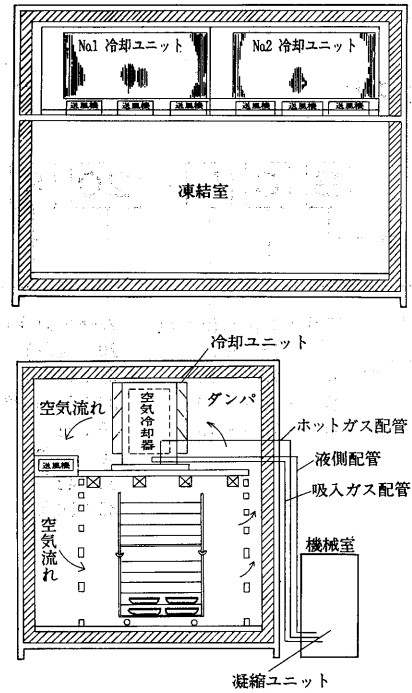 No.1 冷却ユニット
No.2 冷却ユニット
送風機 送風機 送風機 送風機 送風機 送風機
凍結室
冷却ユニット
空気流れ
空気冷却器
ダンパ
ホットガス配管
送風機
液側配管
吸入ガス配管
空気流れ
機械室
凝縮ユニット